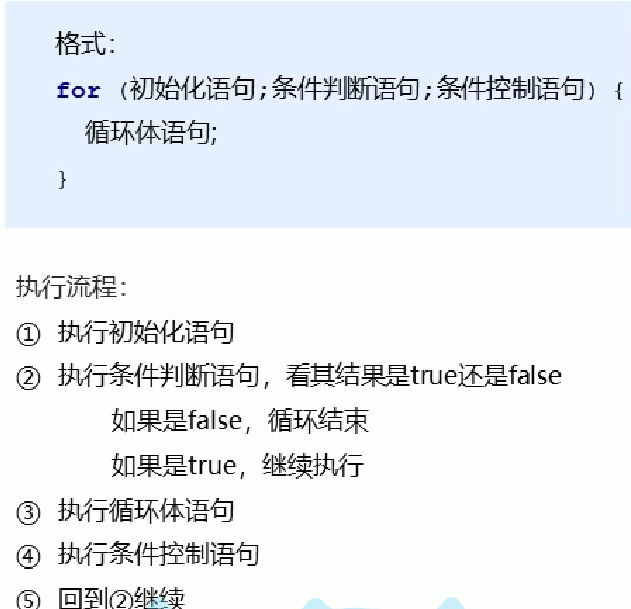 格式：
for (初始化语句;条件判断语句;条件控制语句) {
循环体语句;
}
执行流程：
① 执行初始化语句
② 执行条件判断语句，看其结果是true还是false
如果是false，循环结束
如果是true，继续执行
③ 执行循环体语句
④ 执行条件控制语句
⑤ 回到②继续